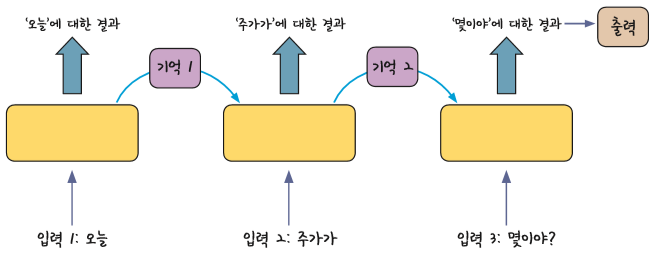 '오늘'에 대한 결과
'주가가'에 대한 결과
'몇이야'에 대한 결과
출력
기억 1
기억 2
입력 1: 오늘
입력 2: 주가가
입력 3: 몇이야?